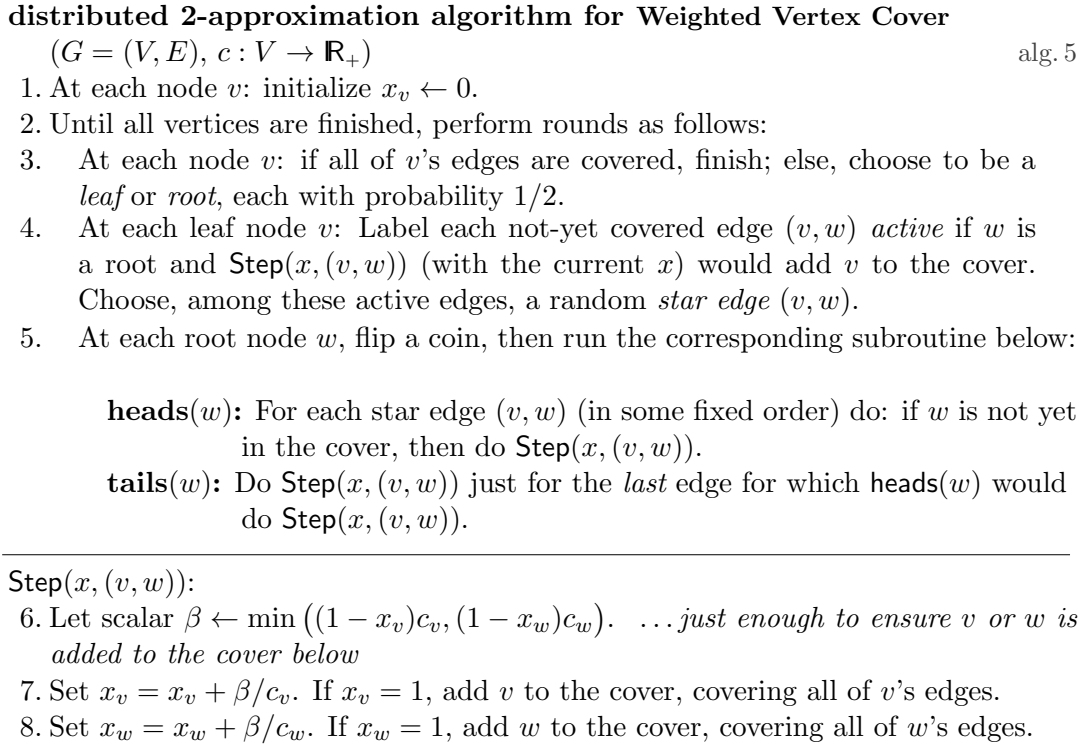 distributed 2-approximation algorithm for Weighted Vertex Cover
(G = (V, E), c : V → ℝ₊) alg. 5
1. At each node v: initialize xᵥ ← 0.
2. Until all vertices are finished, perform rounds as follows:
3. At each node v: if all of v's edges are covered, finish; else, choose to be a
leaf or root, each with probability 1/2.
4. At each leaf node v: Label each not-yet covered edge (v, w) active if w is
a root and Step(x, (v, w)) (with the current x) would add v to the cover.
Choose, among these active edges, a random star edge (v, w).
5. At each root node w, flip a coin, then run the corresponding subroutine below:
heads(w): For each star edge (v, w) (in some fixed order) do: if w is not yet
in the cover, then do Step(x, (v, w)).
tails(w): Do Step(x, (v, w)) just for the last edge for which heads(w) would
do Step(x, (v, w)).
Step(x, (v, w)):
6. Let scalar β ← min ((1 − x_v)c_v, (1 − x_w)c_w). ... just enough to ensure v or w is
added to the cover below
7. Set x_v = x_v + β/c_v. If x_v = 1, add v to the cover, covering all of v's edges.
8. Set x_w = x_w + β/c_w. If x_w = 1, add w to the cover, covering all of w's edges.